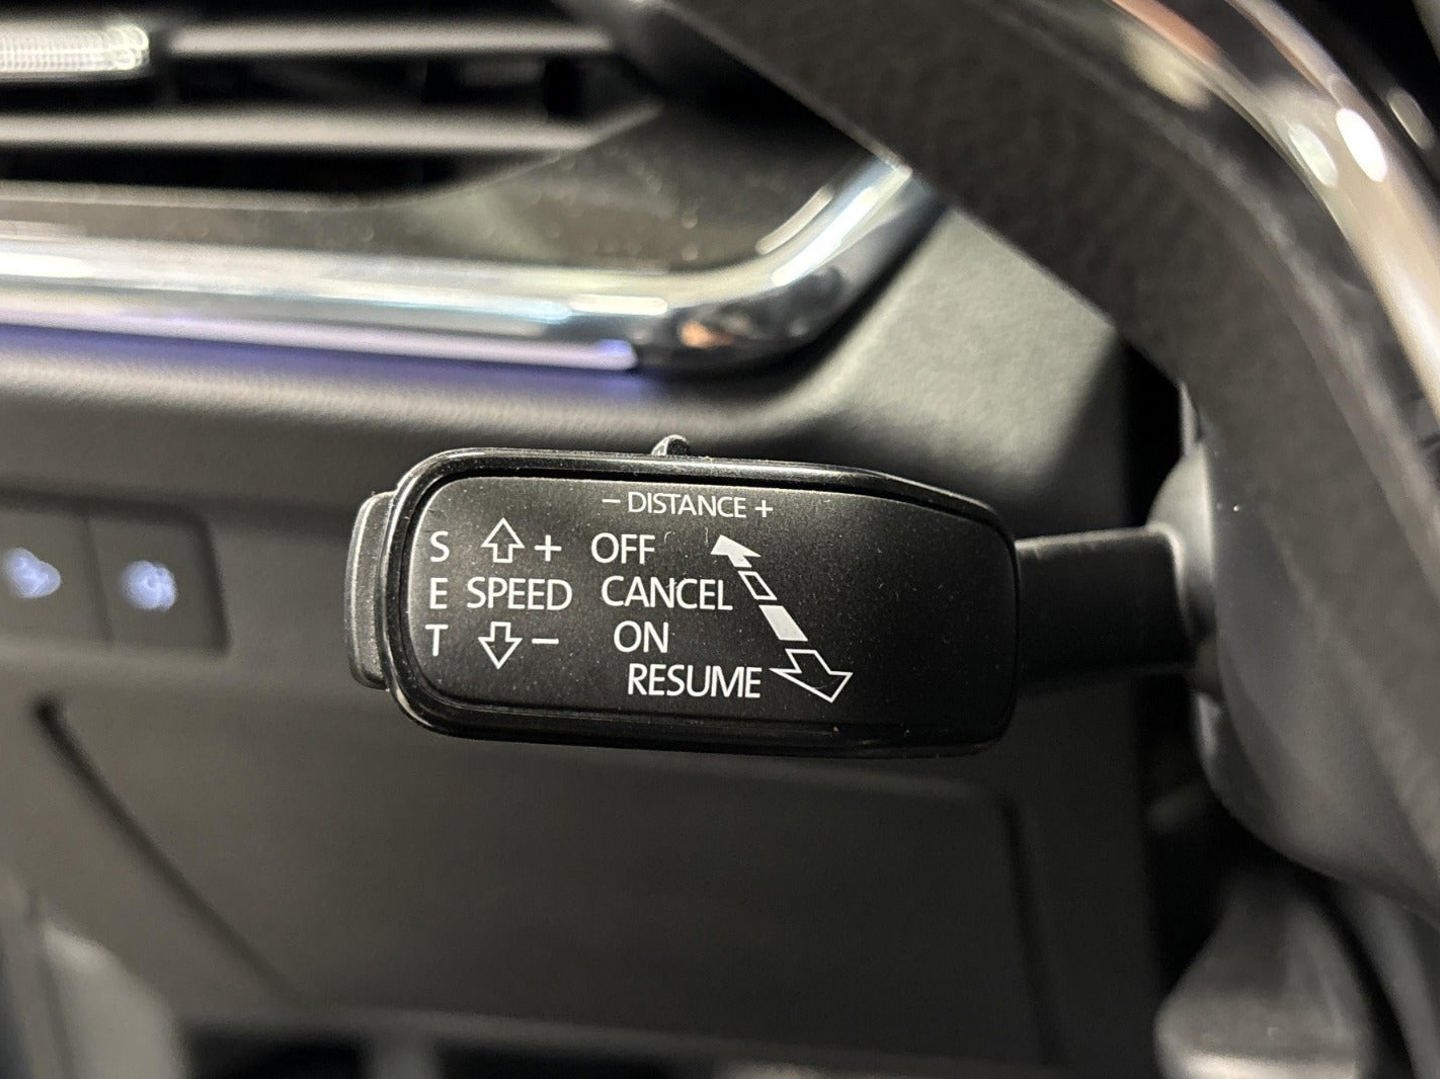 − DISTANCE +
S + OFF
E SPEED CANCEL
T − ON
RESUME